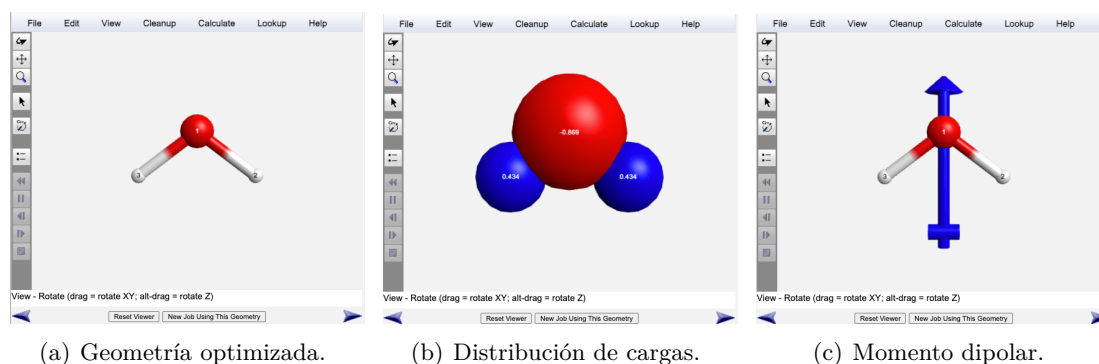 File Edit View Cleanup Calculate Lookup Help
1
3
2
View - Rotate (drag = rotate XY; alt-drag = rotate Z)
Reset Viewer New Job Using This Geometry
(a) Geometría optimizada.
File Edit View Cleanup Calculate Lookup Help
-0.869
0.434 0.434
View - Rotate (drag = rotate XY; alt-drag = rotate Z)
Reset Viewer New Job Using This Geometry
(b) Distribución de cargas.
File Edit View Cleanup Calculate Lookup Help
1
3 2
View - Rotate (drag = rotate XY; alt-drag = rotate Z)
Reset Viewer New Job Using This Geometry
(c) Momento dipolar.